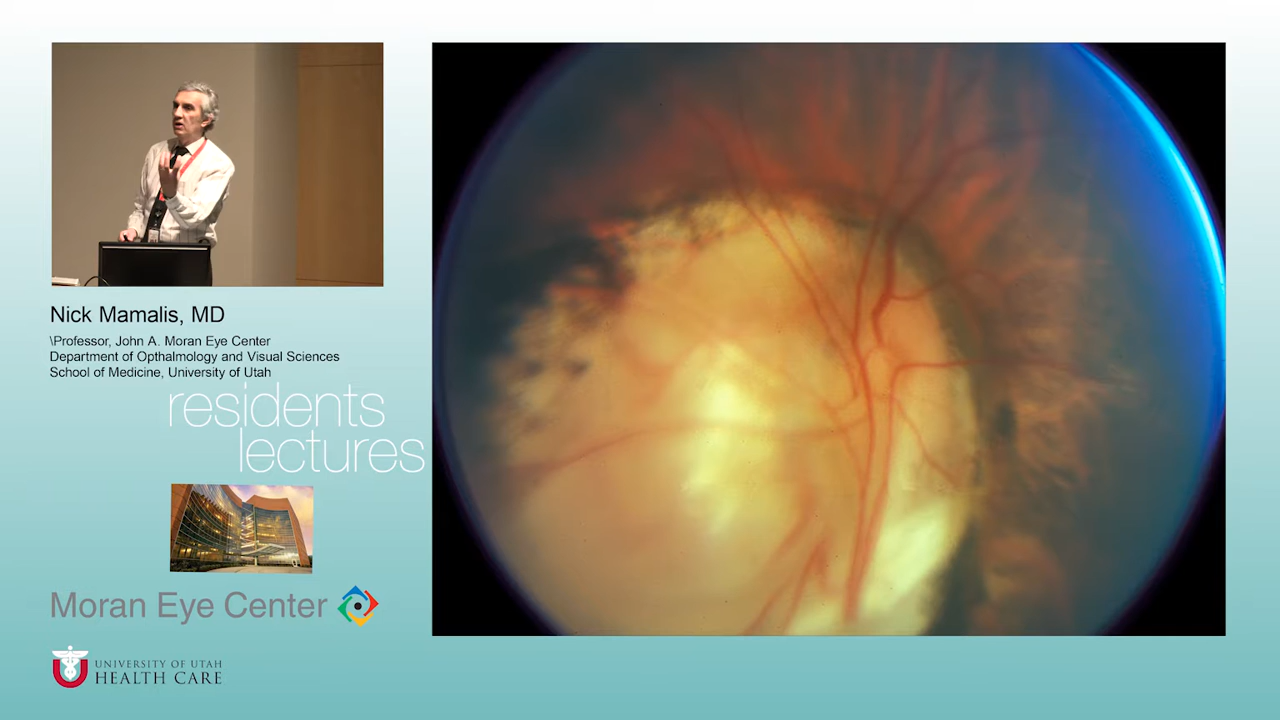 Nick Mamalis, MD
\Professor, John A. Moran Eye Center
Department of Opthalmology and Visual Sciences
School of Medicine, University of Utah
residents
lectures
Moran Eye Center
UNIVERSITY OF UTAH
HEALTH CARE